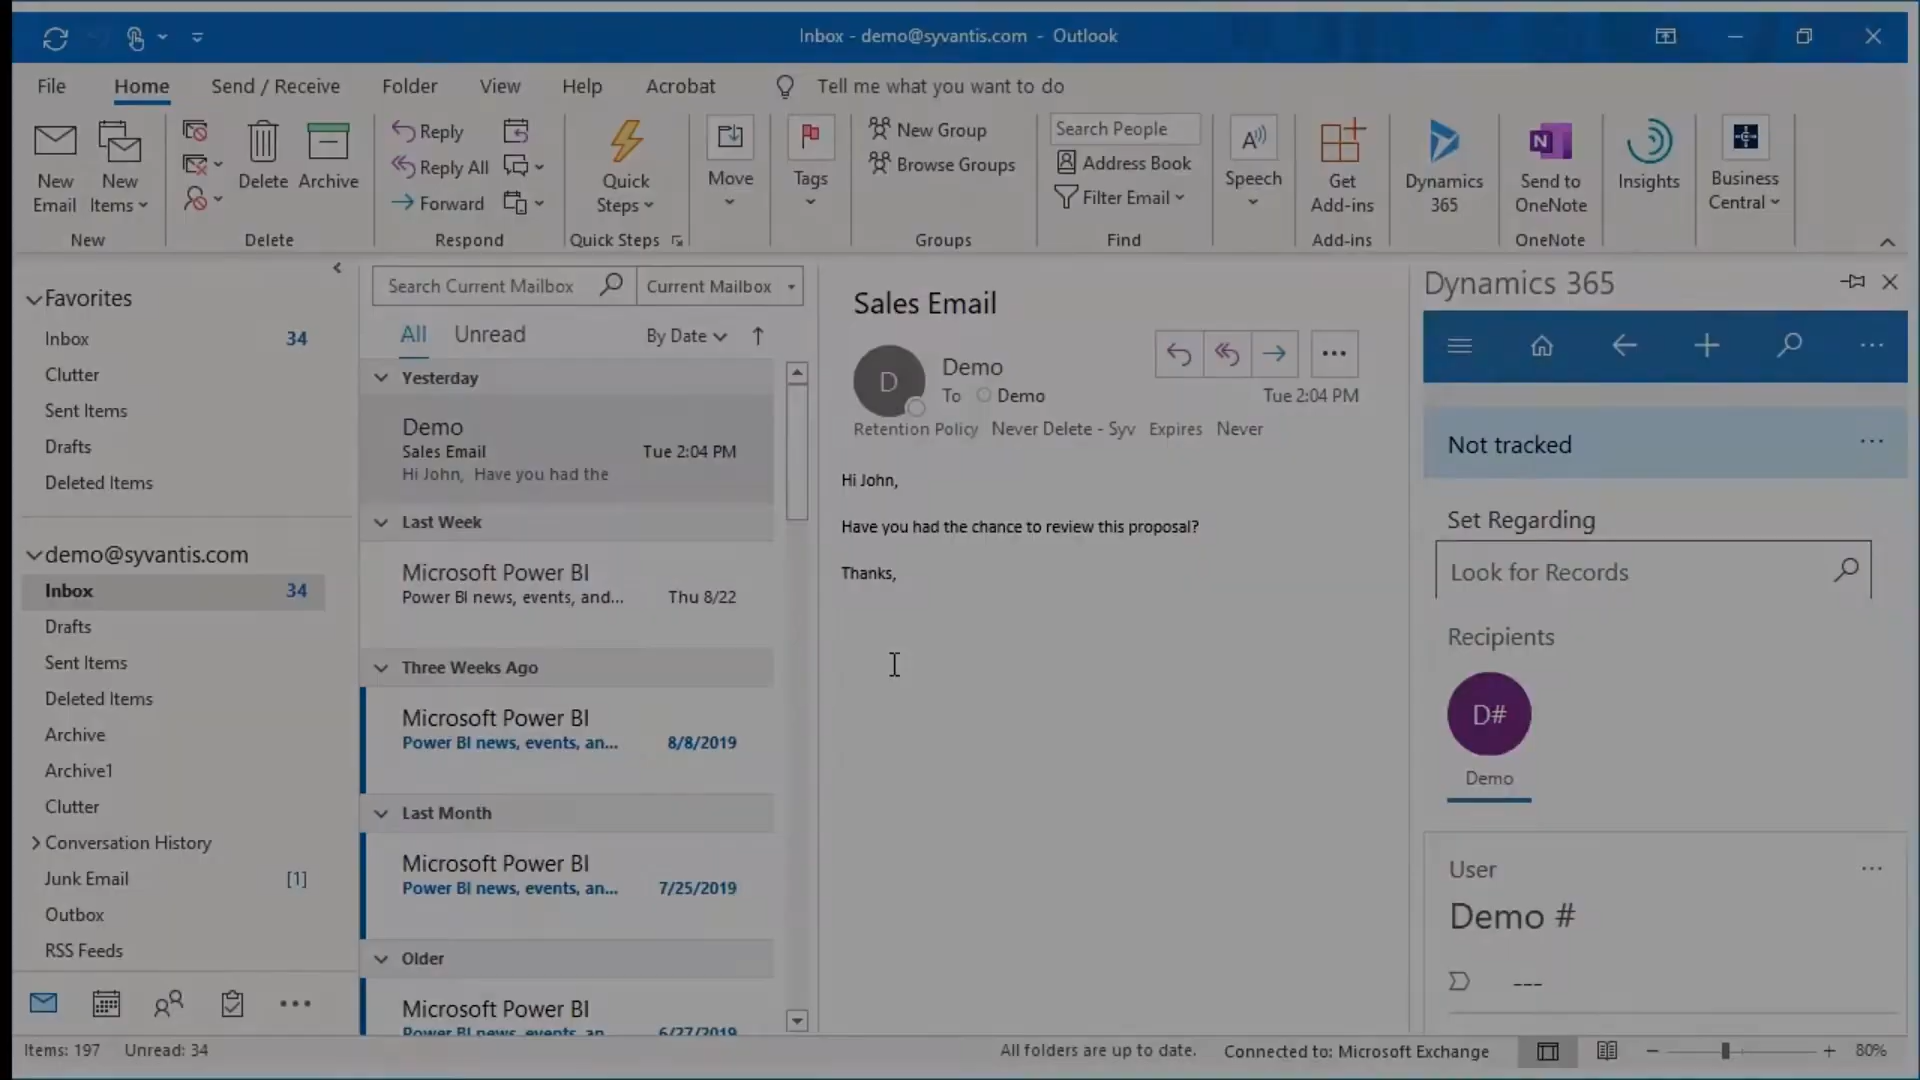 Inbox - demo@syvantis.com - Outlook
File Home Send / Receive Folder View Help Acrobat Tell me what you want to do
New Email
New Items
New
Delete
Archive
Delete
Reply
Reply All
Forward
Respond
Quick Steps
Quick Steps
Move
Tags
New Group
Browse Groups
Groups
Search People
Address Book
Filter Email
Find
Speech
Get Add-ins
Add-ins
Dynamics 365
Send to OneNote
OneNote
Insights
Business Central
Favorites
Inbox 34
Clutter
Sent Items
Drafts
Deleted Items
demo@syvantis.com
Inbox 34
Drafts
Sent Items
Deleted Items
Archive
Archive1
Clutter
Conversation History
Junk Email [1]
Outbox
RSS Feeds
Search Current Mailbox Current Mailbox
All Unread By Date
Yesterday
Demo
Sales Email Tue 2:04 PM
Hi John, Have you had the
Last Week
Microsoft Power BI
Power BI news, events, and... Thu 8/22
Three Weeks Ago
Microsoft Power BI
Power BI news, events, an... 8/8/2019
Last Month
Microsoft Power BI
Power BI news, events, an... 7/25/2019
Older
Microsoft Power BI
Power BI news, events, an... 6/27/2019
Sales Email
D
Demo
To Demo
Tue 2:04 PM
Retention Policy Never Delete - Syv Expires Never
Hi John,
Have you had the chance to review this proposal?
Thanks,
Dynamics 365
Not tracked
Set Regarding
Look for Records
Recipients
D#
Demo
User
Demo #
---
Items: 197 Unread: 34 All folders are up to date. Connected to: Microsoft Exchange 80%